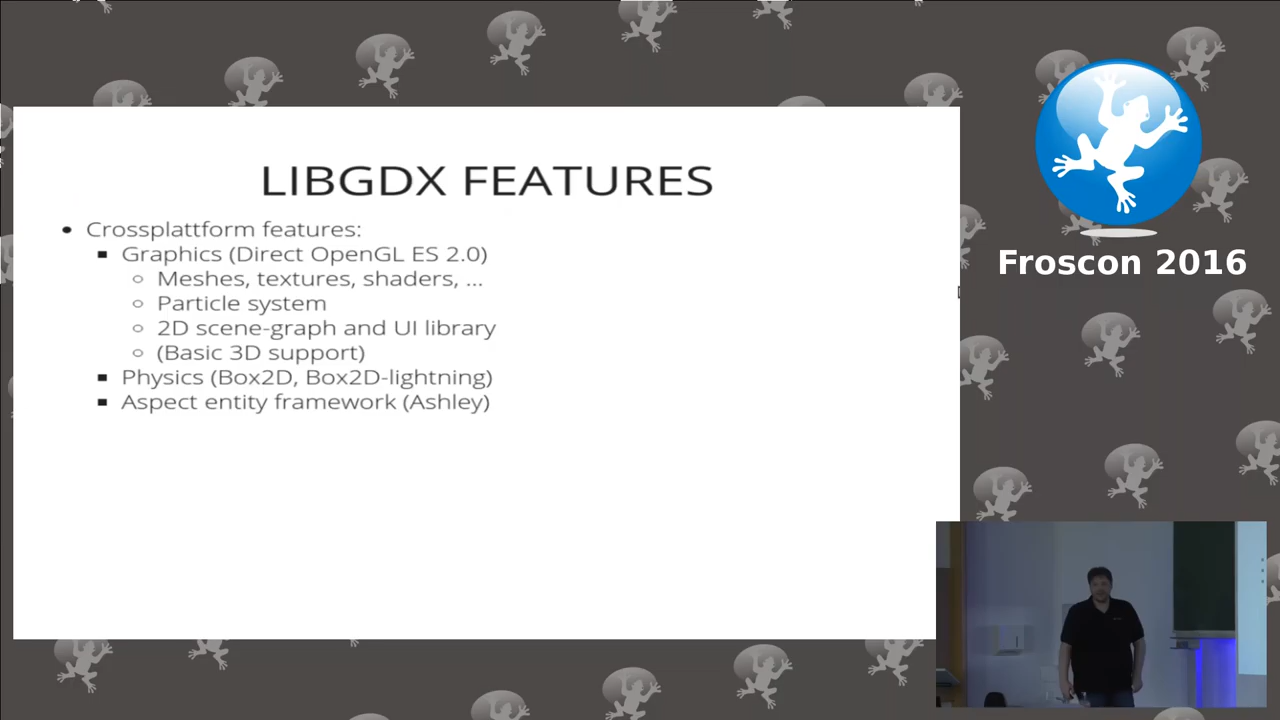 LIBGDX FEATURES
Crossplattform features:
Graphics (Direct OpenGL ES 2.0)
Meshes, textures, shaders, ...
Particle system
2D scene-graph and UI library
(Basic 3D support)
Physics (Box2D, Box2D-lightning)
Aspect entity framework (Ashley)
Froscon 2016